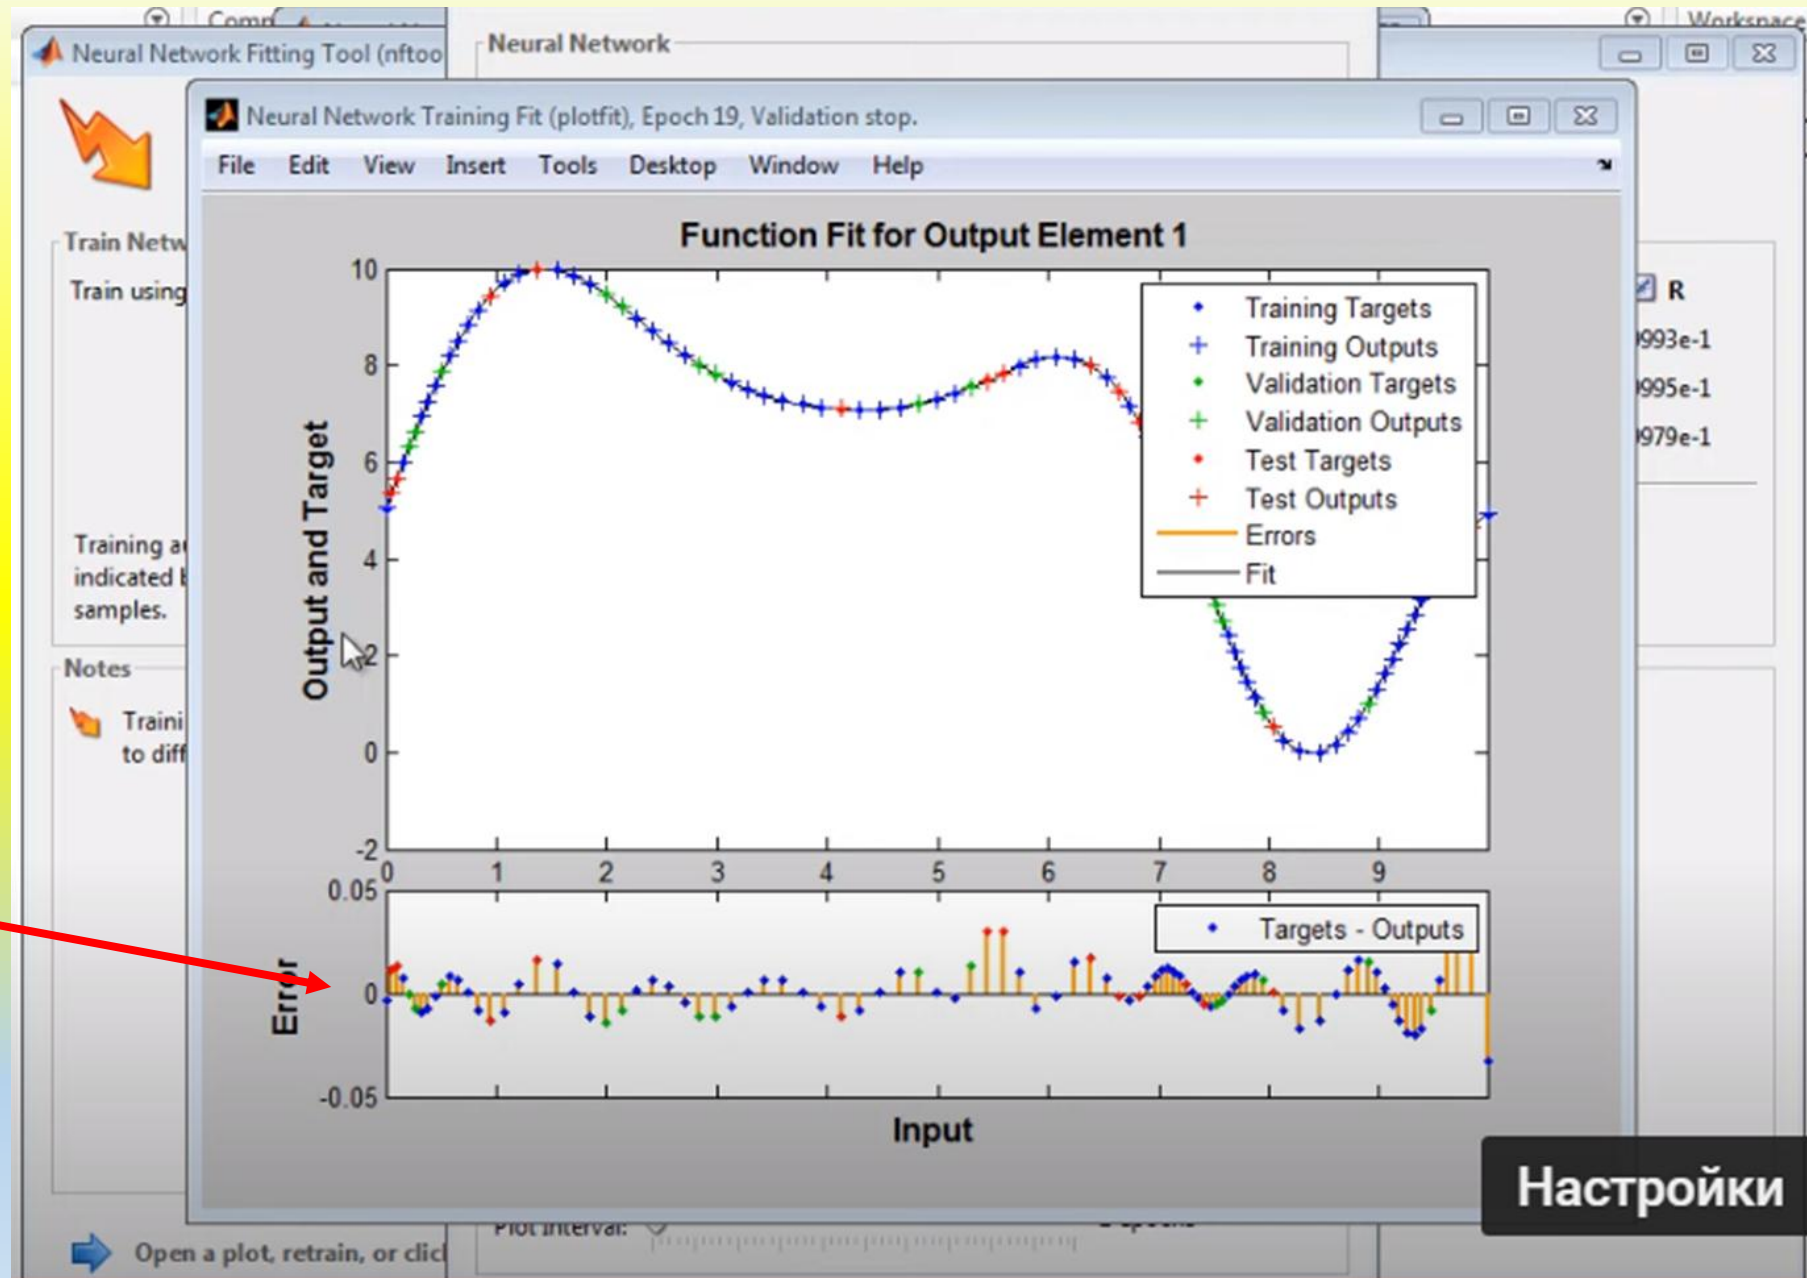 Workspace
Neural Network Fitting Tool (nftoo
Neural Network
Neural Network Training Fit (plotfit), Epoch 19, Validation stop.
File Edit View Insert Tools Desktop Window Help
Train Netw
Train using
R
9993e-1
9995e-1
9979e-1
Training a
indicated
samples.
Notes
Traini
to diff
Function Fit for Output Element 1
Output and Target
10
8
6
4
2
0
-2
0 1 2 3 4 5 6 7 8 9
Training Targets
Training Outputs
Validation Targets
Validation Outputs
Test Targets
Test Outputs
Errors
Fit
Error
0.05
0
-0.05
Targets - Outputs
Input
Настройки
Plot Interval:
Open a plot, retrain, or clic